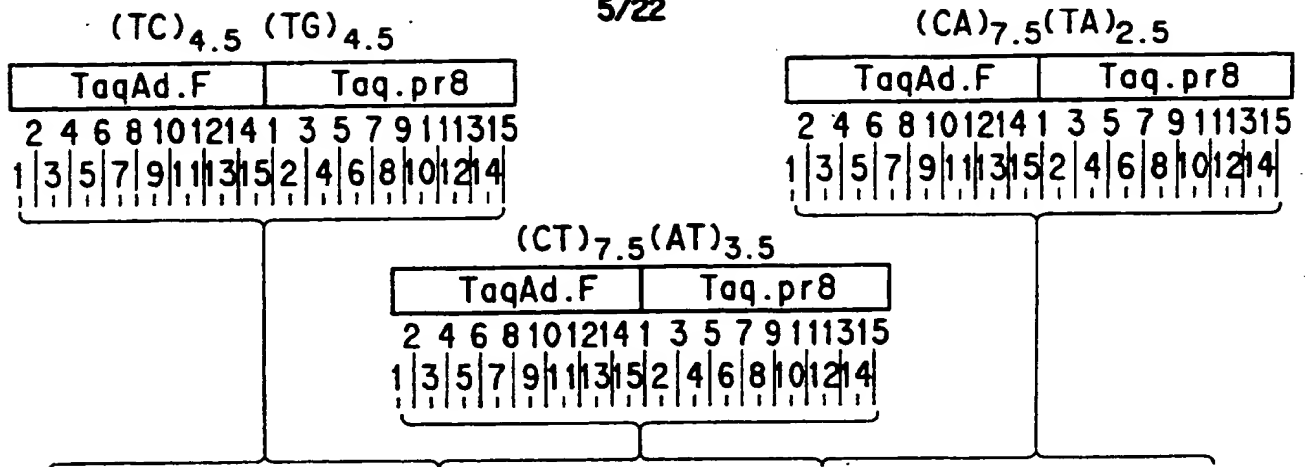 5/22
(TC)4.5 (TG)4.5
TaqAd.F Taq.pr8
2 4 6 8 10 12 14 1 3 5 7 9 11 13 15
1 3 5 7 9 11 13 15 2 4 6 8 10 12 14
(CA)7.5(TA)2.5
TaqAd.F Taq.pr8
2 4 6 8 10 12 14 1 3 5 7 9 11 13 15
1 3 5 7 9 11 13 15 2 4 6 8 10 12 14
(CT)7.5(AT)3.5
TaqAd.F Taq.pr8
2 4 6 8 10 12 14 1 3 5 7 9 11 13 15
1 3 5 7 9 11 13 15 2 4 6 8 10 12 14